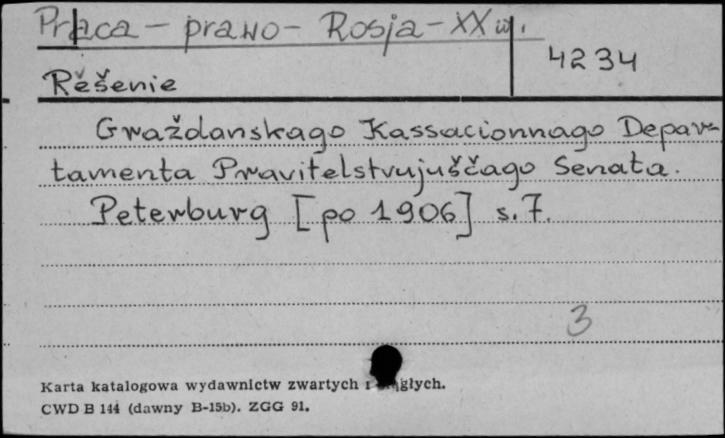 Praca - prawo - Rosja - XX w.
4234
Rěšenie
Graždanskago Kassacionnago Depar-
tamenta Pravitelstvujuščago Senata.
Peterburg [po 1906] s. 7.
3
Karta katalogowa wydawnictw zwartych i ciągłych.
CWD B 144 (dawny B-15b). ZGG 91.